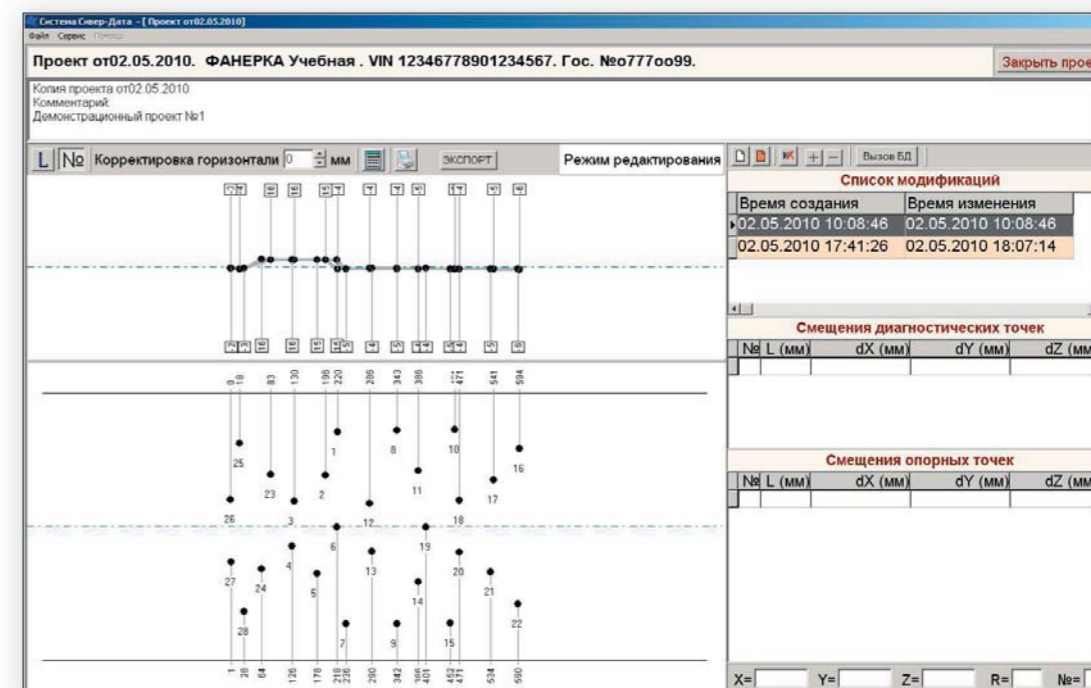 Система Сивер-Дата - [ Проект от02.05.2010]
Файл Сервис Помощь
Проект от02.05.2010. ФАНЕРКА Учебная . VIN 12346778901234567. Гос. №о777оо99.
Закрыть прое
Копия проекта от02.05.2010
Комментарий:
Демонстрационный проект №1
L № Корректировка горизонтали 0 мм ЭКСПОРТ Режим редактирования
Вызов БД
Список модификаций
Время создания Время изменения
02.05.2010 10:08:46 02.05.2010 10:08:46
02.05.2010 17:41:26 02.05.2010 18:07:14
Смещения диагностических точек
№ L (мм) dX (мм) dY (мм) dZ (мм
Смещения опорных точек
№ L (мм) dX (мм) dY (мм) dZ (мм
0 18 83 130 196 220 286 343 386 471 541 594
1 8 10
25 16
23 2 11 17
26 3 12 18
6 19
4 13 20
27 24 5 14 21
28 7 9 15 22
1 28 64 126 178 218 236 290 342 386 401 452 471 534 590
X= Y= Z= R= №=